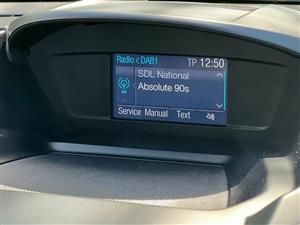 Radio < DAB1 TP 12:50
SDL National
Absolute 90s
Service Manual Text